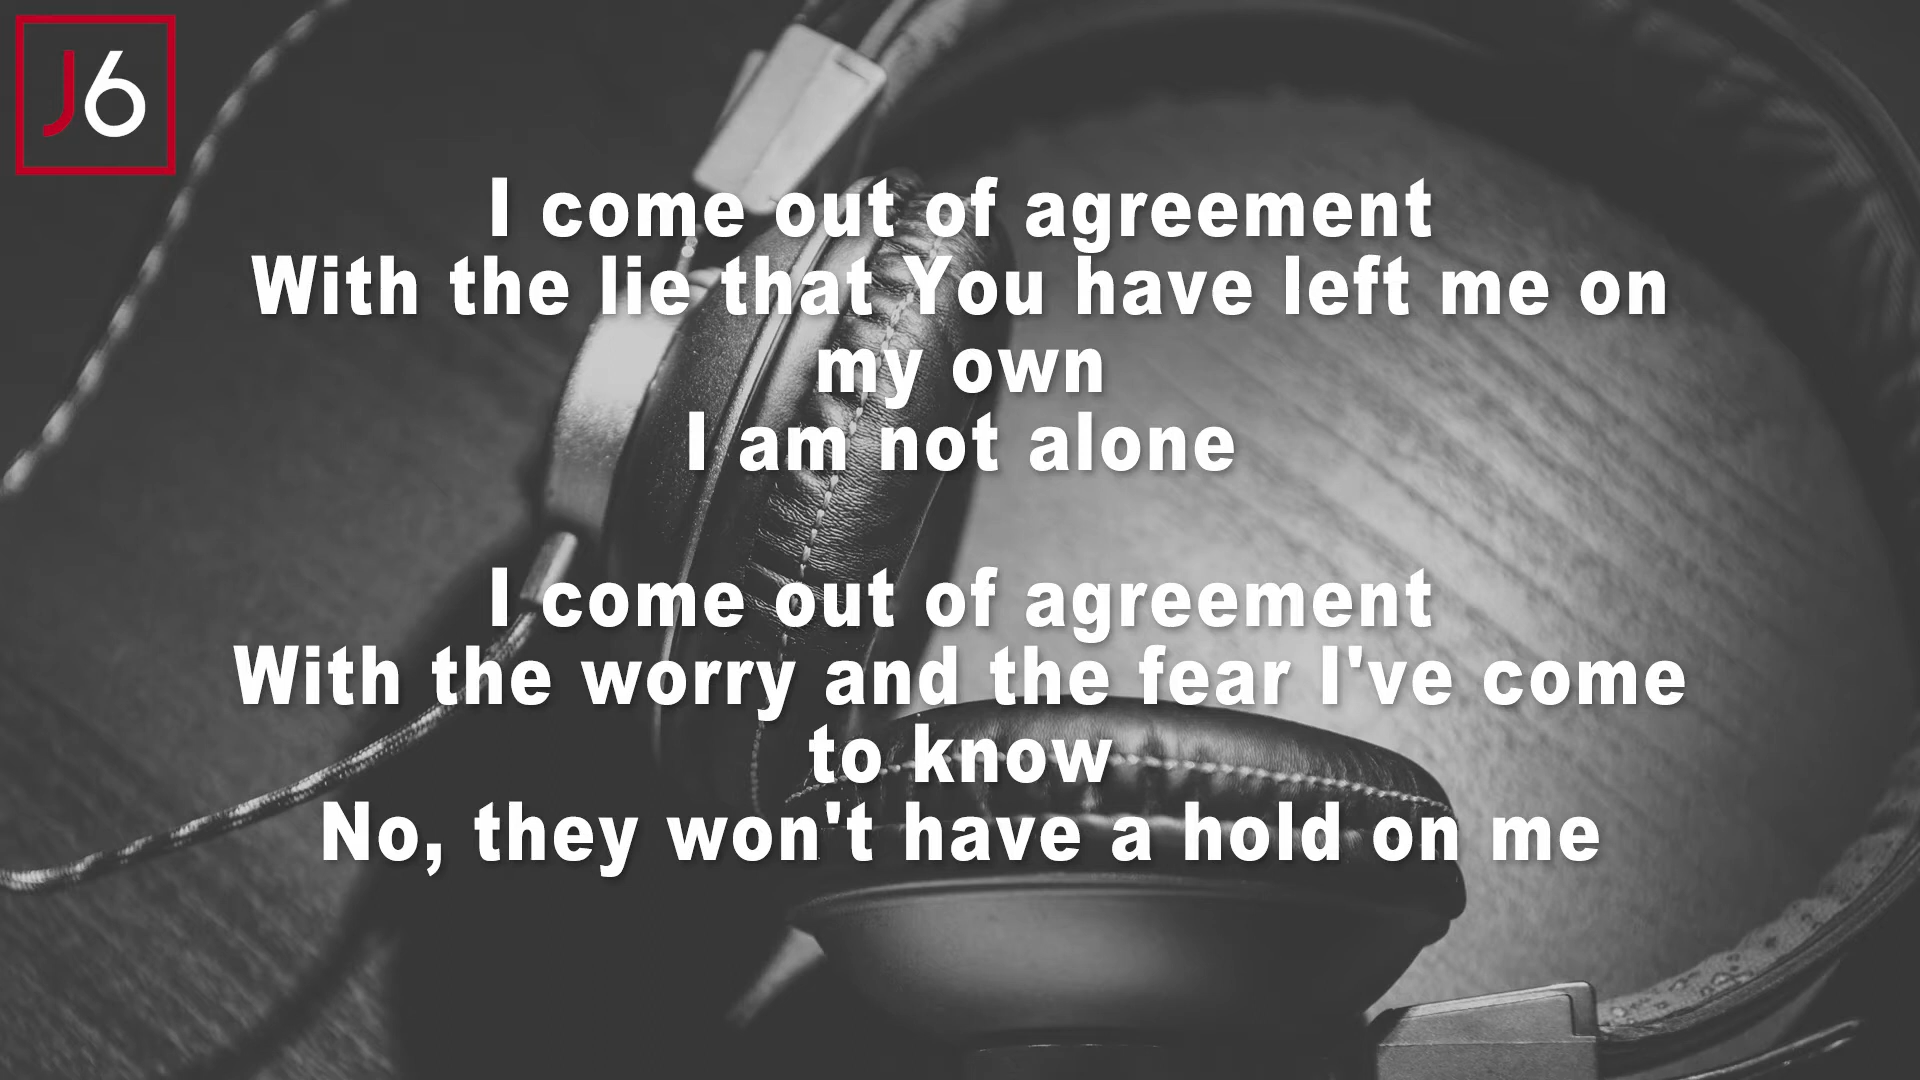 J6
I come out of agreement
With the lie that You have left me on
my own
I am not alone
I come out of agreement
With the worry and the fear I've come
to know
No, they won't have a hold on me